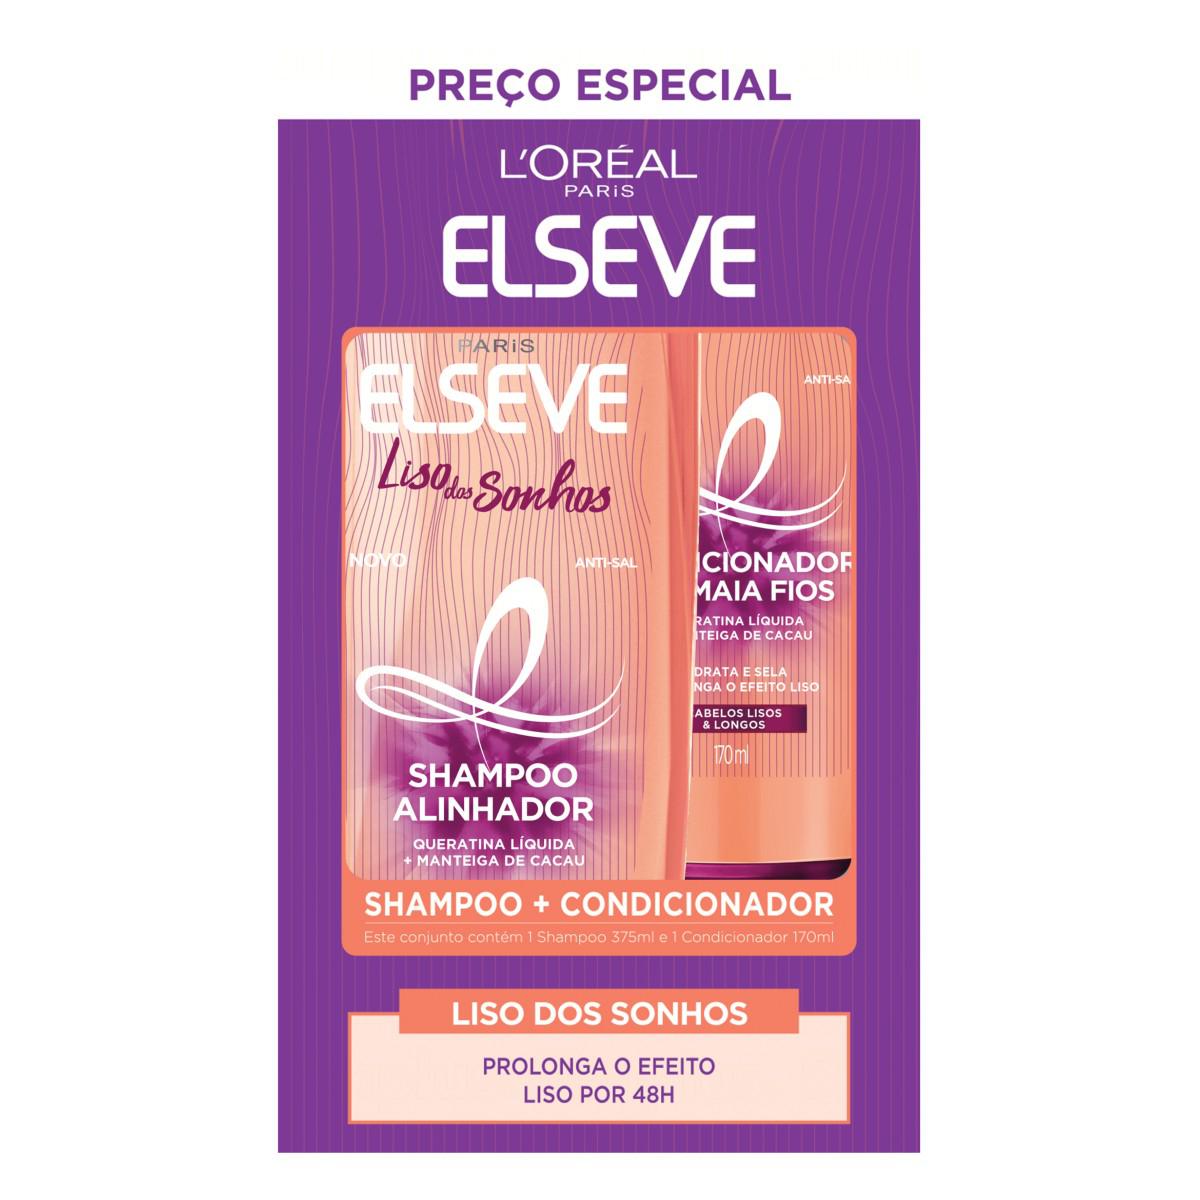 PREÇO ESPECIAL
L'ORÉAL
PARiS
ELSEVE
PARiS
ELSEVE
Liso dos Sonhos
NOVO
ANTI-SAL
SHAMPOO
ALINHADOR
QUERATINA LÍQUIDA
+ MANTEIGA DE CACAU
ANTI-SA
ICIONADOR
MAIA FIOS
RATINA LÍQUIDA
TEIGA DE CACAU
DRATA E SELA
NGA O EFEITO LISO
ABELOS LISOS
& LONGOS
170ml
SHAMPOO + CONDICIONADOR
Este conjunto contém 1 Shampoo 375ml e 1 Condicionador 170ml
LISO DOS SONHOS
PROLONGA O EFEITO
LISO POR 48H